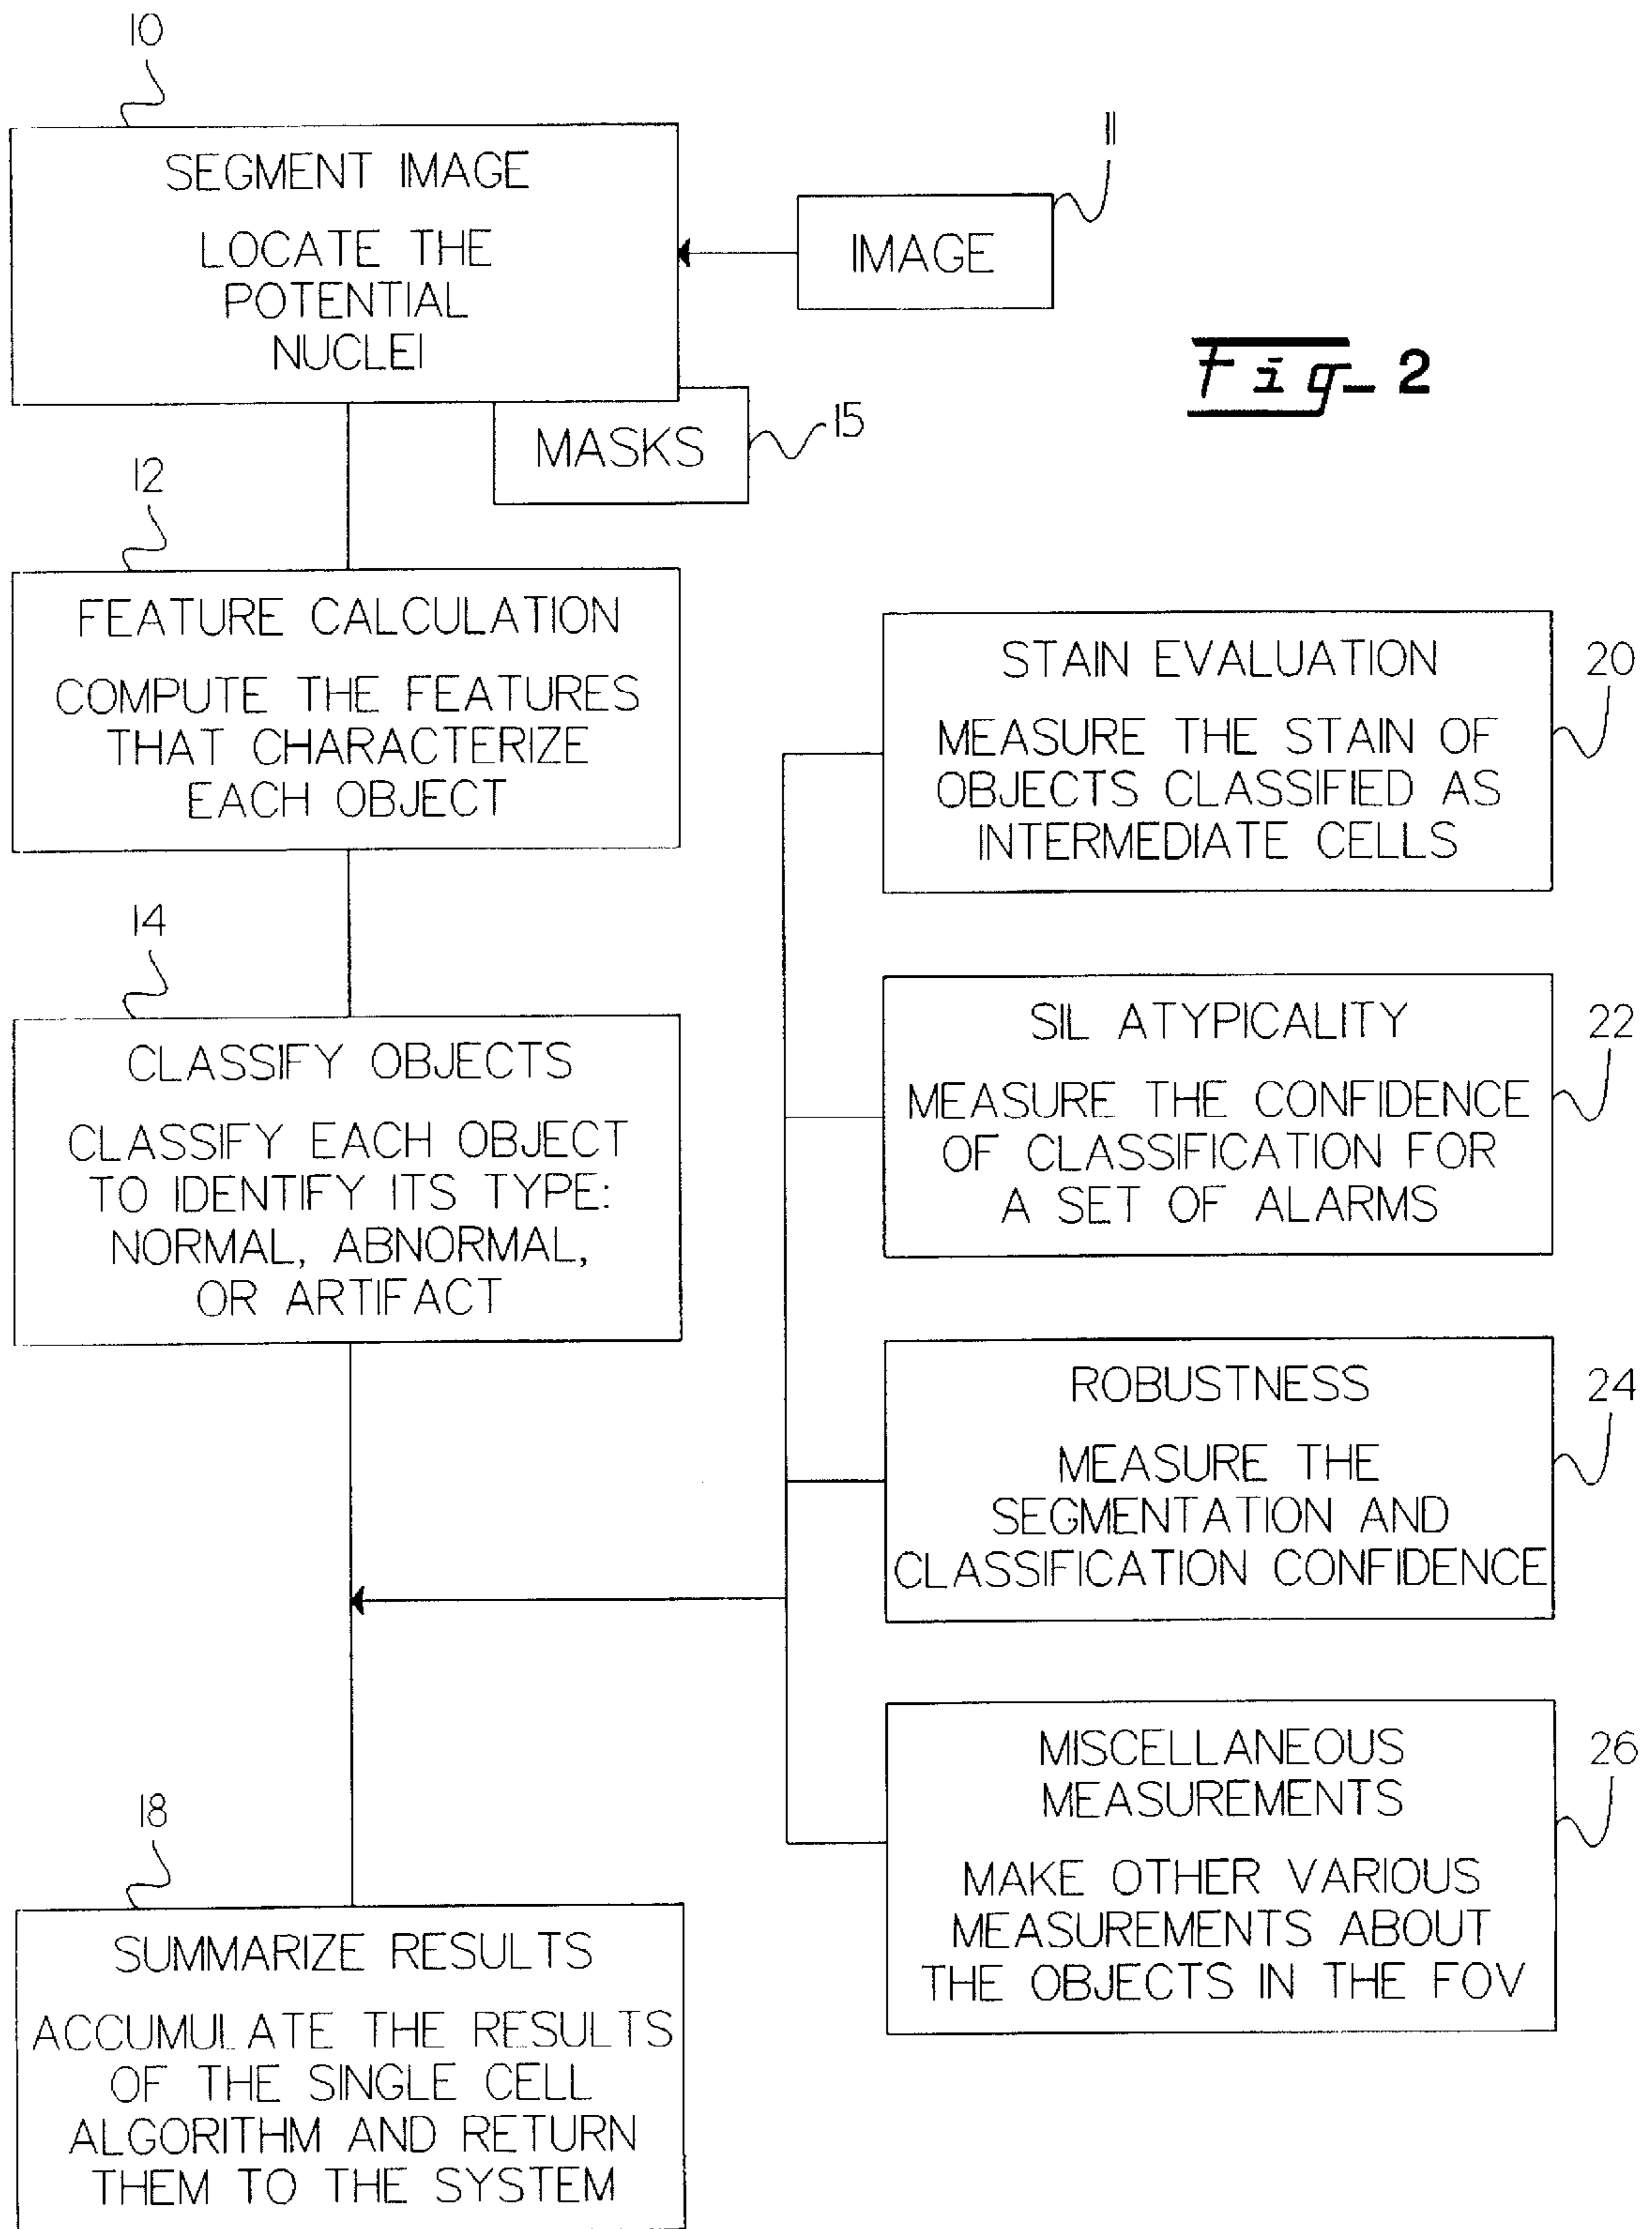 10
SEGMENT IMAGE
LOCATE THE
POTENTIAL
NUCLEI
11
IMAGE
Fig-2
MASKS
15
12
FEATURE CALCULATION
COMPUTE THE FEATURES
THAT CHARACTERIZE
EACH OBJECT
14
CLASSIFY OBJECTS
CLASSIFY EACH OBJECT
TO IDENTIFY ITS TYPE:
NORMAL, ABNORMAL,
OR ARTIFACT
18
SUMMARIZE RESULTS
ACCUMULATE THE RESULTS
OF THE SINGLE CELL
ALGORITHM AND RETURN
THEM TO THE SYSTEM
STAIN EVALUATION
MEASURE THE STAIN OF
OBJECTS CLASSIFIED AS
INTERMEDIATE CELLS
20
SIL ATYPICALITY
MEASURE THE CONFIDENCE
OF CLASSIFICATION FOR
A SET OF ALARMS
22
ROBUSTNESS
MEASURE THE
SEGMENTATION AND
CLASSIFICATION CONFIDENCE
24
MISCELLANEOUS
MEASUREMENTS
MAKE OTHER VARIOUS
MEASUREMENTS ABOUT
THE OBJECTS IN THE FOV
26